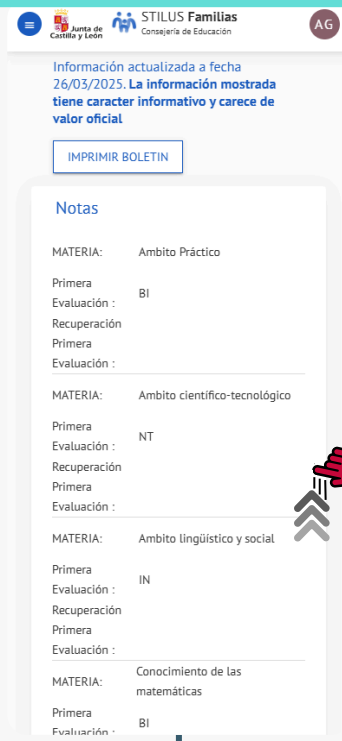 Junta de
Castilla y León
STILUS Familias
Consejería de Educación
AG
Información actualizada a fecha
26/03/2025. La información mostrada
tiene caracter informativo y carece de
valor oficial
IMPRIMIR BOLETIN
Notas
MATERIA: Ambito Práctico
Primera
Evaluación : BI
Recuperación
Primera
Evaluación :
MATERIA: Ambito científico-tecnológico
Primera
Evaluación : NT
Recuperación
Primera
Evaluación :
MATERIA: Ambito lingüístico y social
Primera
Evaluación : IN
Recuperación
Primera
Evaluación :
MATERIA: Conocimiento de las
matemáticas
Primera
Evaluación : BI